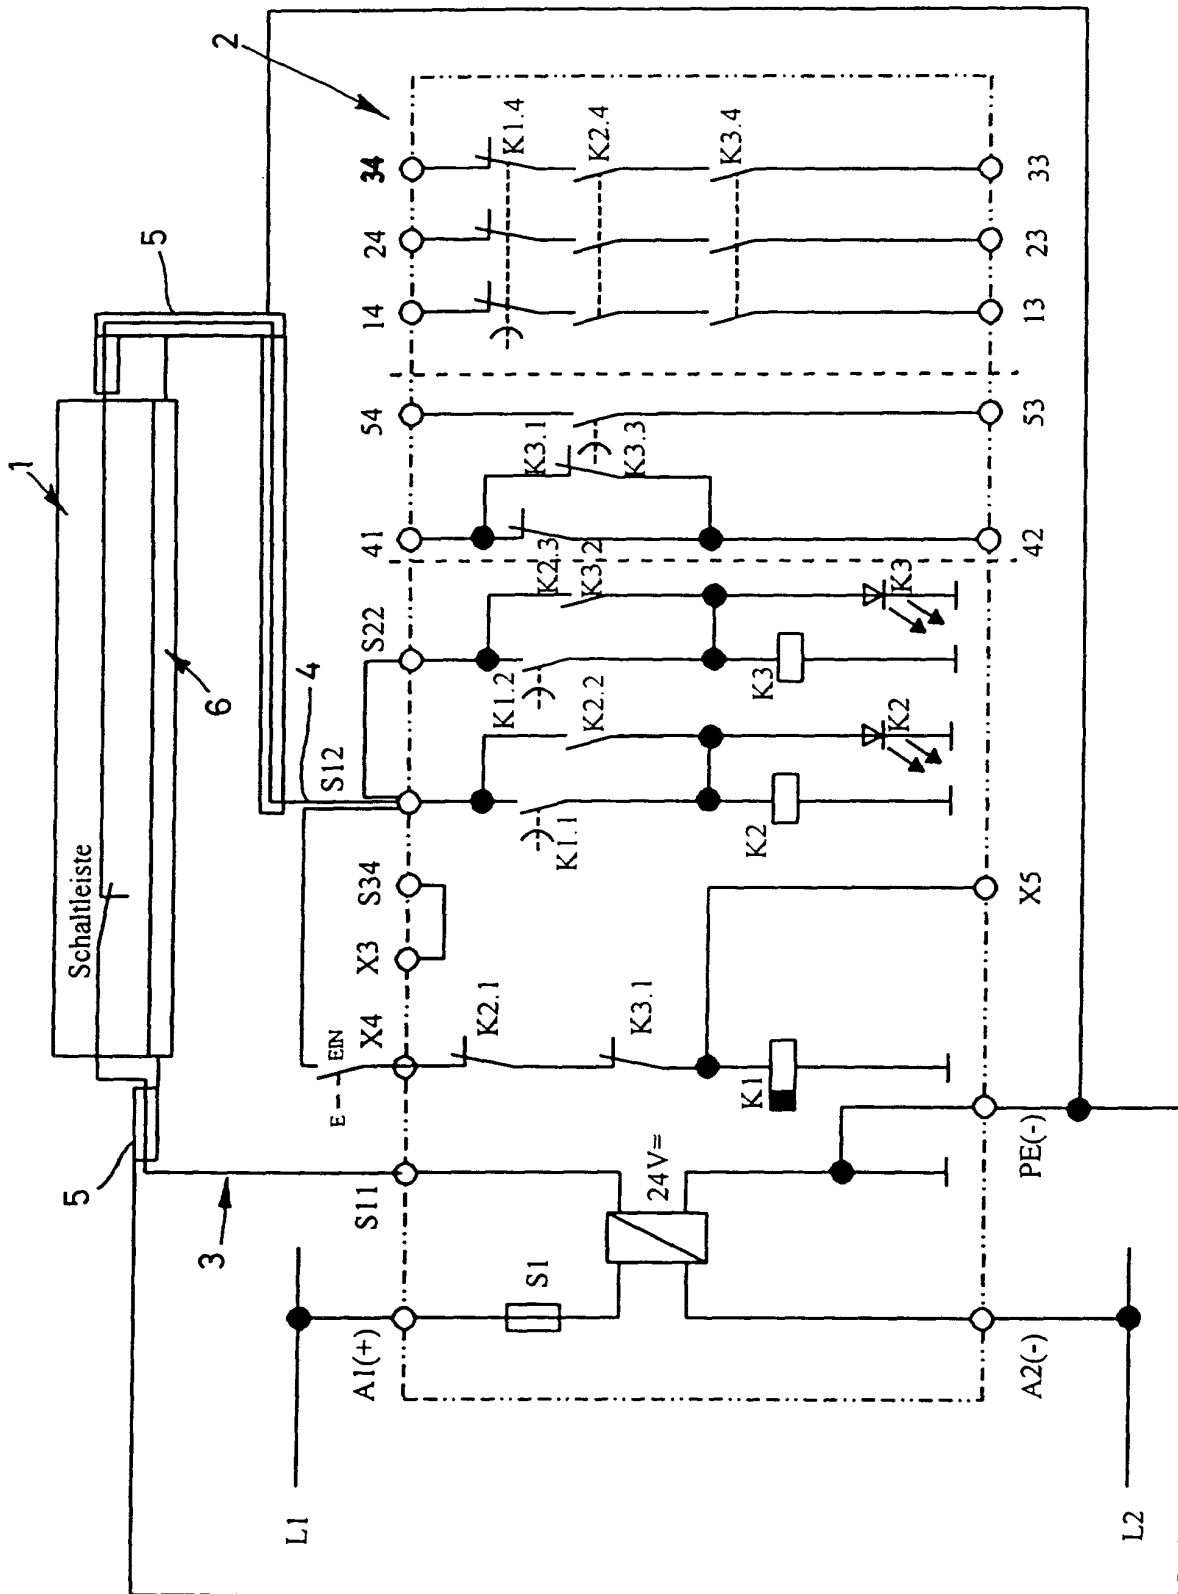 1
Schaltleiste
5
6
5
3
4
2
L1
A1(+)
S11
X4
X3
S34
S12
S22
41
54
14
24
34
E
EIN
S1
24V=
K2.1
K3.1
K1
K1.1
K2.2
K2
K2
K1.2
K2.3
K3.2
K3
K3
K3.1
K3.3
K1.4
K2.4
K3.4
L2
A2(-)
PE(-)
X5
42
53
13
23
33